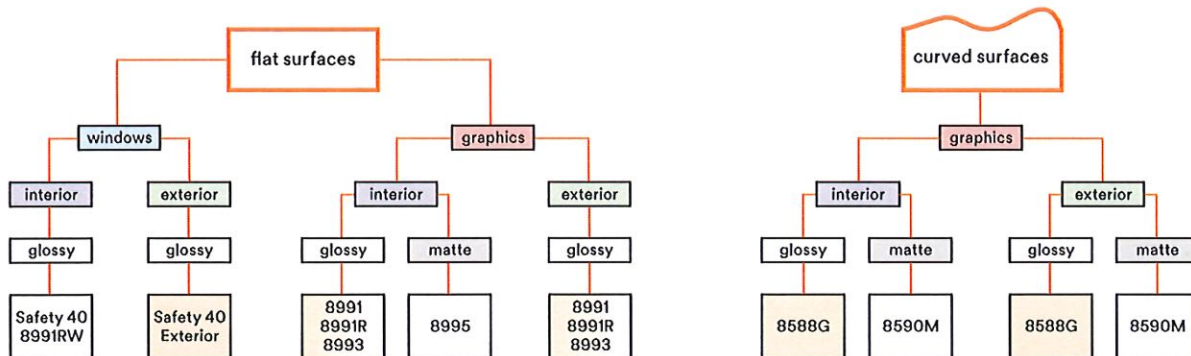 flat surfaces
windows
graphics
interior
exterior
interior
exterior
glossy
glossy
glossy
matte
glossy
Safety 40
8991RW
Safety 40
Exterior
8991
8991R
8993
8995
8991
8991R
8993
curved surfaces
graphics
interior
exterior
glossy
matte
glossy
matte
8588G
8590M
8588G
8590M